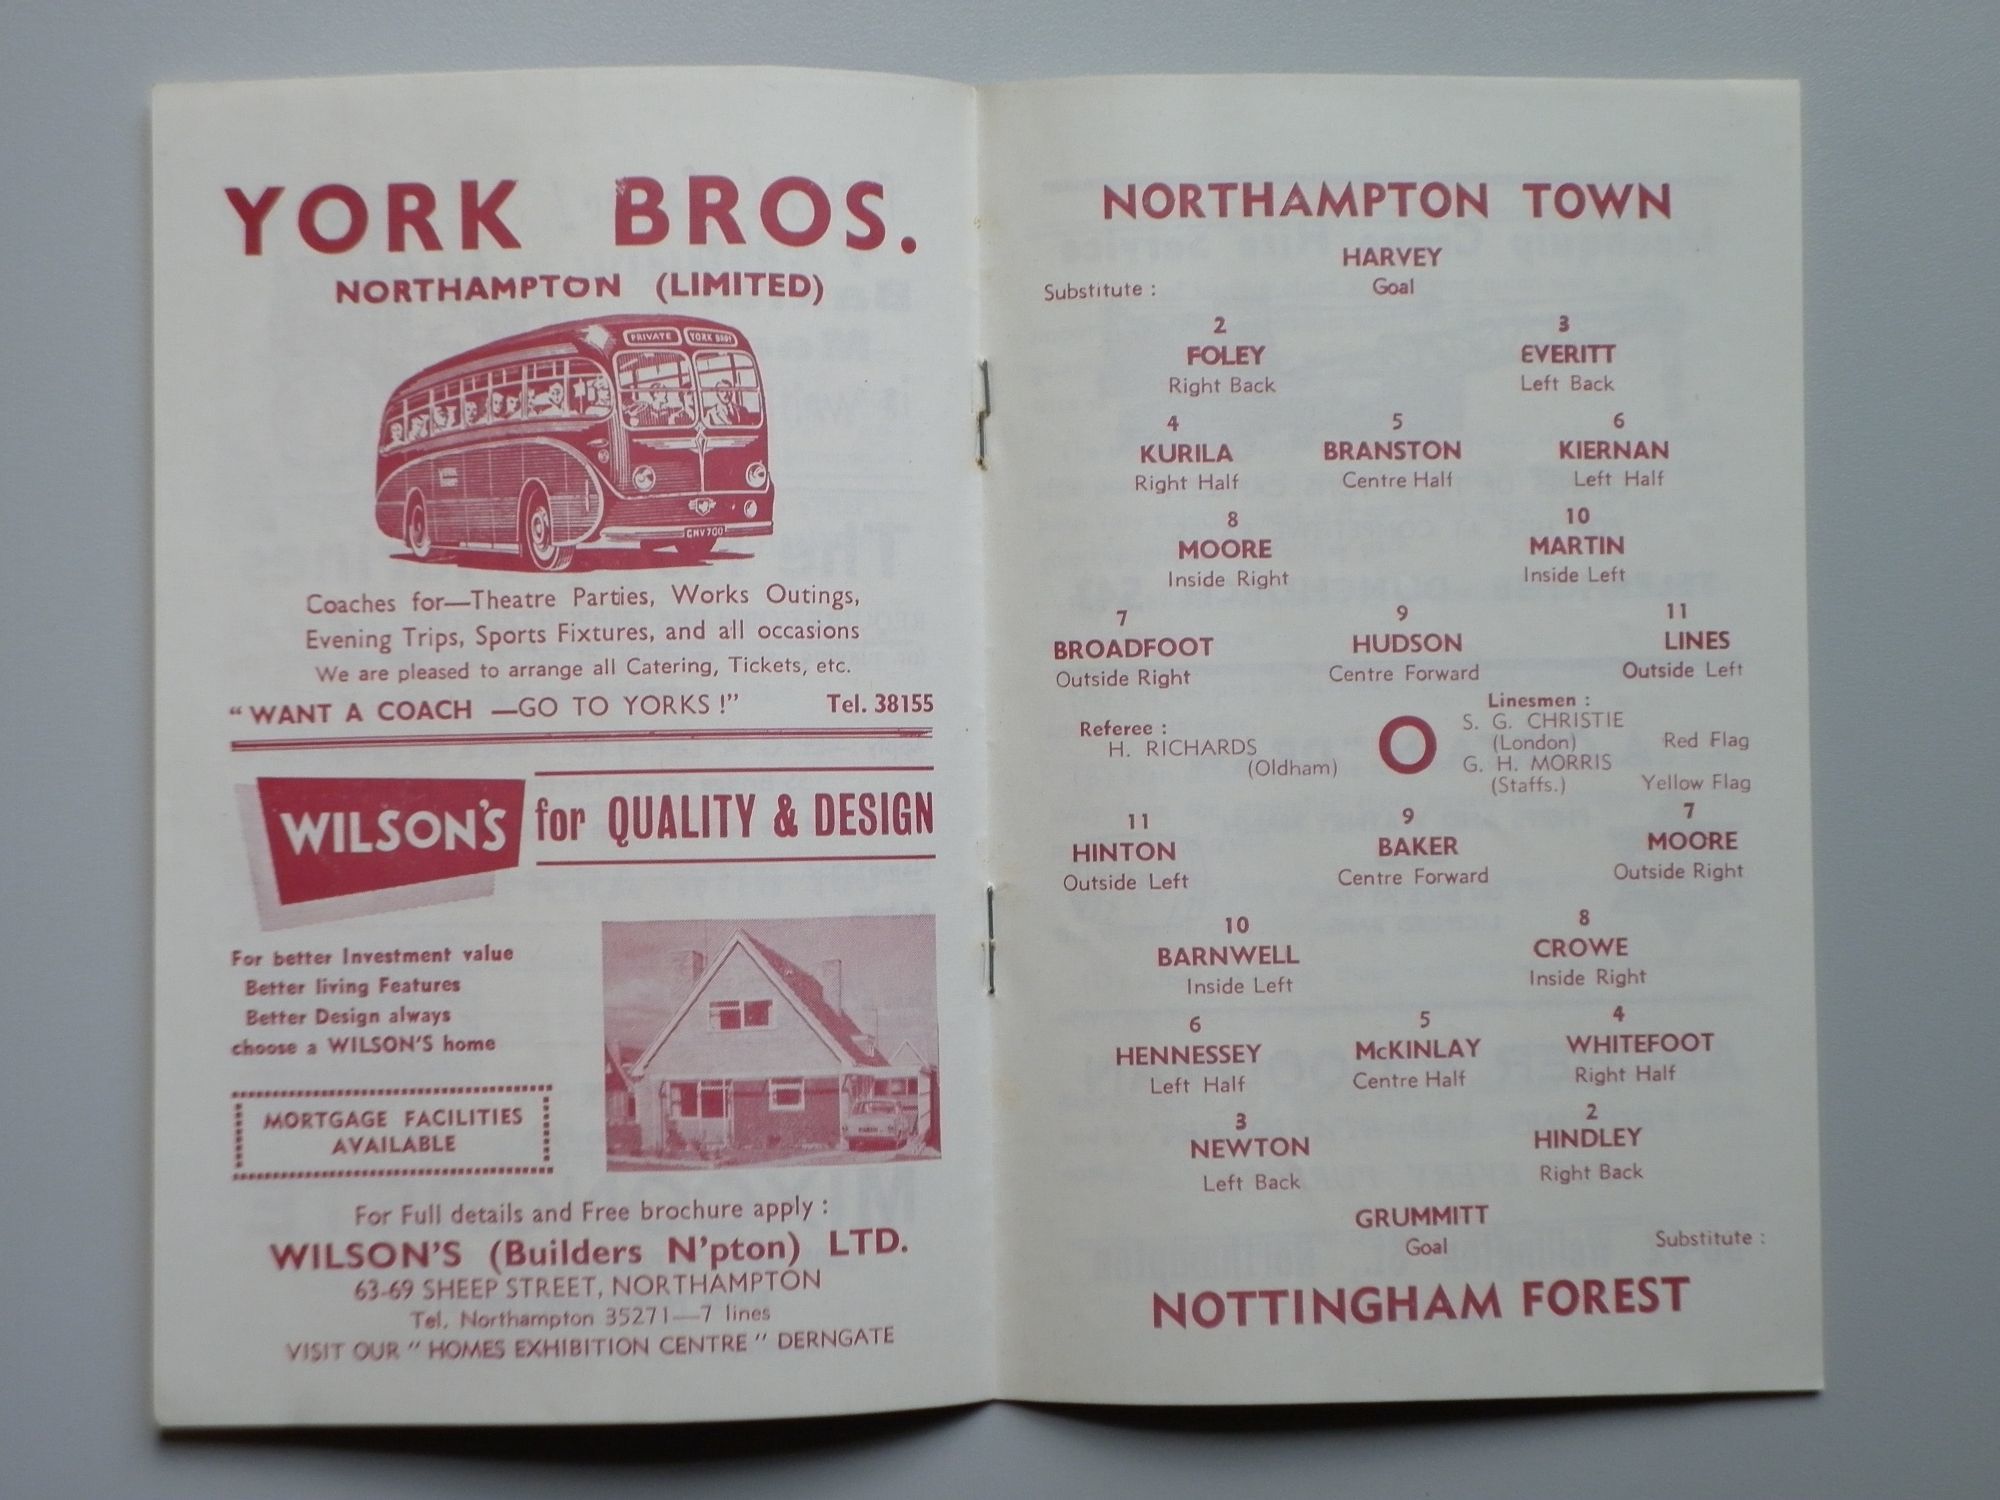 YORK BROS.
NORTHAMPTON (LIMITED)
PRIVATE YORK BROS
GNV 700
Coaches for—Theatre Parties, Works Outings,
Evening Trips, Sports Fixtures, and all occasions
We are pleased to arrange all Catering, Tickets, etc.
"WANT A COACH —GO TO YORKS !" Tel. 38155
WILSON'S for QUALITY & DESIGN
For better Investment value
Better living Features
Better Design always
choose a WILSON'S home
MORTGAGE FACILITIES
AVAILABLE
For Full details and Free brochure apply :
WILSON'S (Builders N'pton) LTD.
63-69 SHEEP STREET, NORTHAMPTON
Tel. Northampton 35271—7 lines
VISIT OUR " HOMES EXHIBITION CENTRE " DERNGATE
NORTHAMPTON TOWN
HARVEY
Substitute : Goal
2 3
FOLEY EVERITT
Right Back Left Back
4 5 6
KURILA BRANSTON KIERNAN
Right Half Centre Half Left Half
8 10
MOORE MARTIN
Inside Right Inside Left
7 9 11
BROADFOOT HUDSON LINES
Outside Right Centre Forward Outside Left
Referee : O Linesmen :
H. RICHARDS S. G. CHRISTIE
(Oldham) (London) Red Flag
G. H. MORRIS
(Staffs.) Yellow Flag
11 9 7
HINTON BAKER MOORE
Outside Left Centre Forward Outside Right
10 8
BARNWELL CROWE
Inside Left Inside Right
6 5 4
HENNESSEY McKINLAY WHITEFOOT
Left Half Centre Half Right Half
3 2
NEWTON HINDLEY
Left Back Right Back
GRUMMITT
Goal Substitute :
NOTTINGHAM FOREST